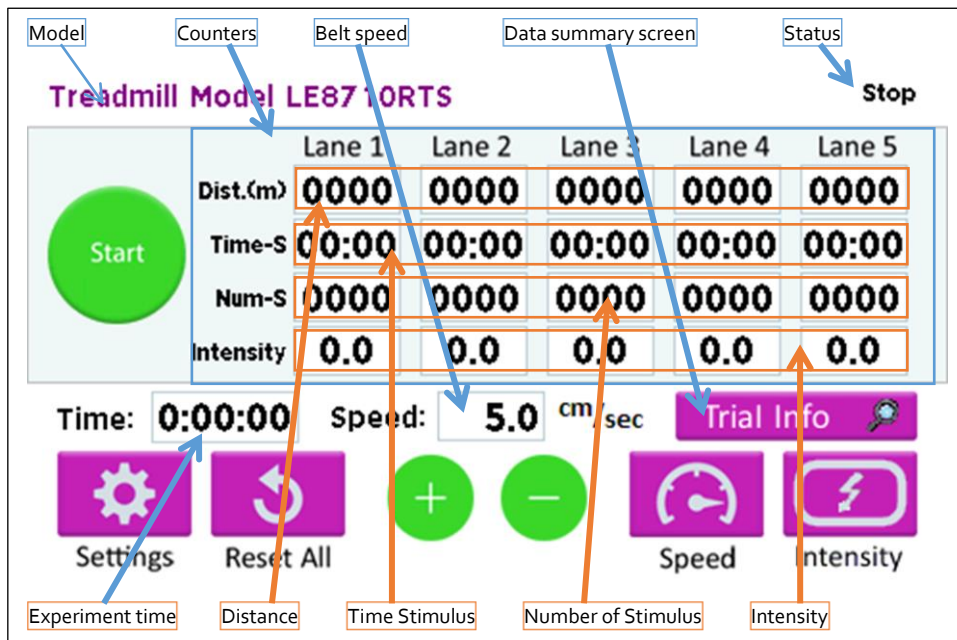 Model Counters Belt speed Data summary screen Status
Treadmill Model LE8710RTS Stop
Lane 1 Lane 2 Lane 3 Lane 4 Lane 5
Dist.(m) 0000 0000 0000 0000 0000
Start Time-S 00:00 00:00 00:00 00:00 00:00
Num-S 0000 0000 0000 0000 0000
Intensity 0.0 0.0 0.0 0.0 0.0
Time: 0:00:00 Speed: 5.0 cm/sec Trial Info
+ −
Settings Reset All Speed Intensity
Experiment time Distance Time Stimulus Number of Stimulus Intensity